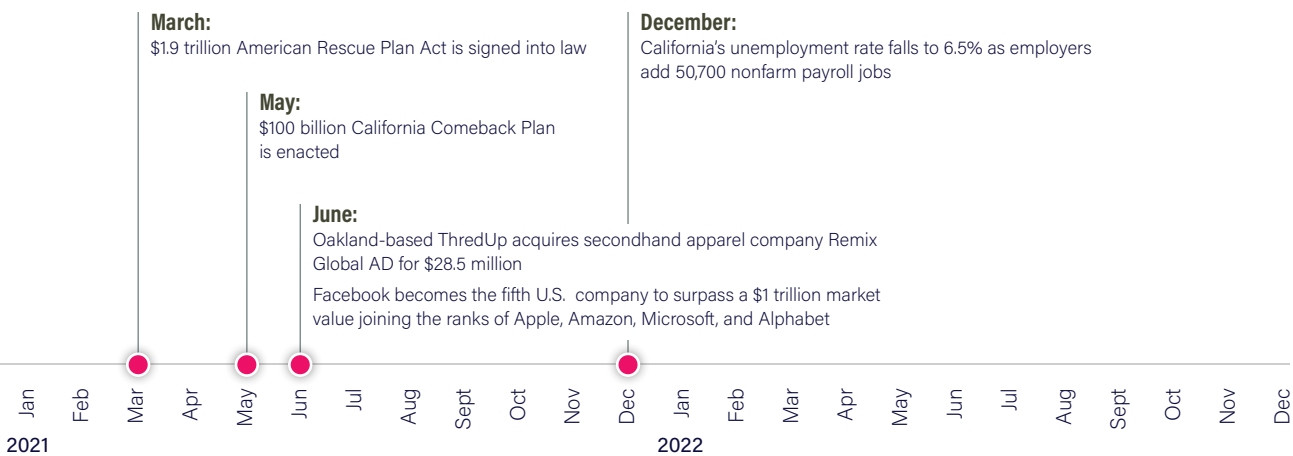 March:
$1.9 trillion American Rescue Plan Act is signed into law
May:
$100 billion California Comeback Plan
is enacted
June:
Oakland-based ThredUp acquires secondhand apparel company Remix
Global AD for $28.5 million
Facebook becomes the fifth U.S.  company to surpass a $1 trillion market
value joining the ranks of Apple, Amazon, Microsoft, and Alphabet
December:
California’s unemployment rate falls to 6.5% as employers
add 50,700 nonfarm payroll jobs
Jan Feb Mar Apr May Jun Jul Aug Sept Oct Nov Dec Jan Feb Mar Apr May Jun Jul Aug Sept Oct Nov Dec
2021 2022